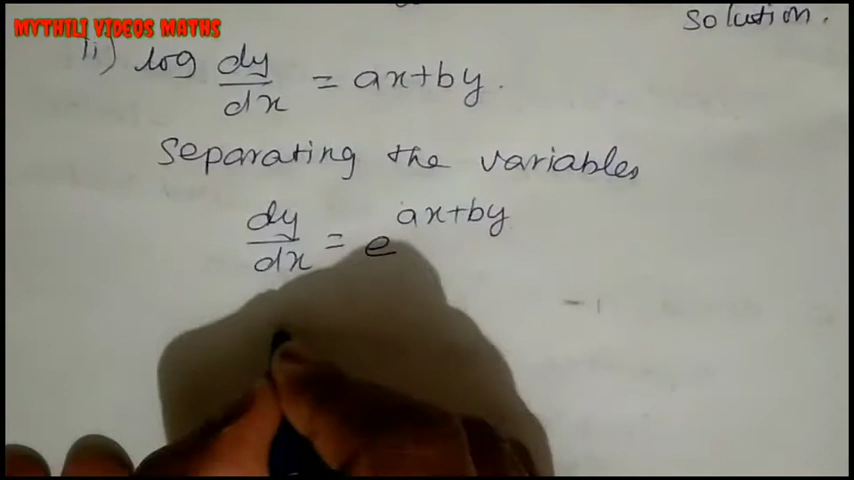 MYTHILI VIDEOS MATHS
solution.
ii) log dy/dx = ax+by.
Separating the variables
dy/dx = e^ax+by